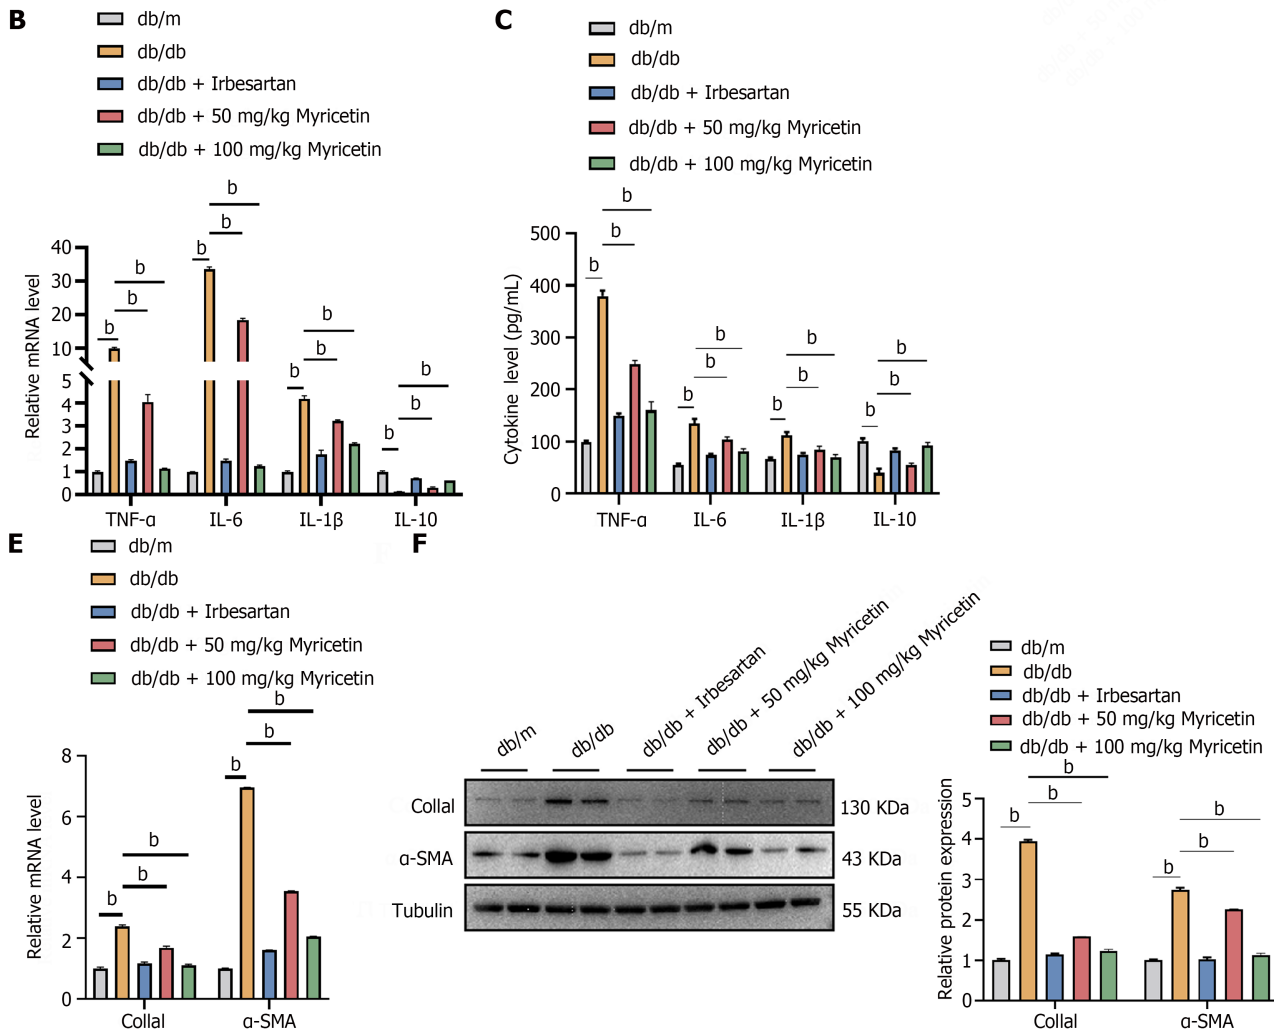 B
db/m
db/db
db/db + Irbesartan
db/db + 50 mg/kg Myricetin
db/db + 100 mg/kg Myricetin
b
b
b
b
b
b
b
b
b
b
b
b
Relative mRNA level
40
30
20
10
5
4
3
2
1
0
TNF-α
IL-6
IL-1β
IL-10
C
db/m
db/db
db/db + Irbesartan
db/db + 50 mg/kg Myricetin
db/db + 100 mg/kg Myricetin
b
b
b
b
b
b
b
b
b
b
b
b
Cytokine level (pg/mL)
500
400
300
200
100
0
TNF-α
IL-6
IL-1β
IL-10
E
db/m
db/db
db/db + Irbesartan
db/db + 50 mg/kg Myricetin
db/db + 100 mg/kg Myricetin
b
b
b
b
b
b
Relative mRNA level
8
6
4
2
0
Collal
α-SMA
F
db/m
db/db
db/db + Irbesartan
db/db + 50 mg/kg Myricetin
db/db + 100 mg/kg Myricetin
Collal 130 KDa
α-SMA 43 KDa
Tubulin 55 KDa
db/m
db/db
db/db + Irbesartan
db/db + 50 mg/kg Myricetin
db/db + 100 mg/kg Myricetin
b
b
b
b
b
b
Relative protein expression
5
4
3
2
1
0
Collal
α-SMA